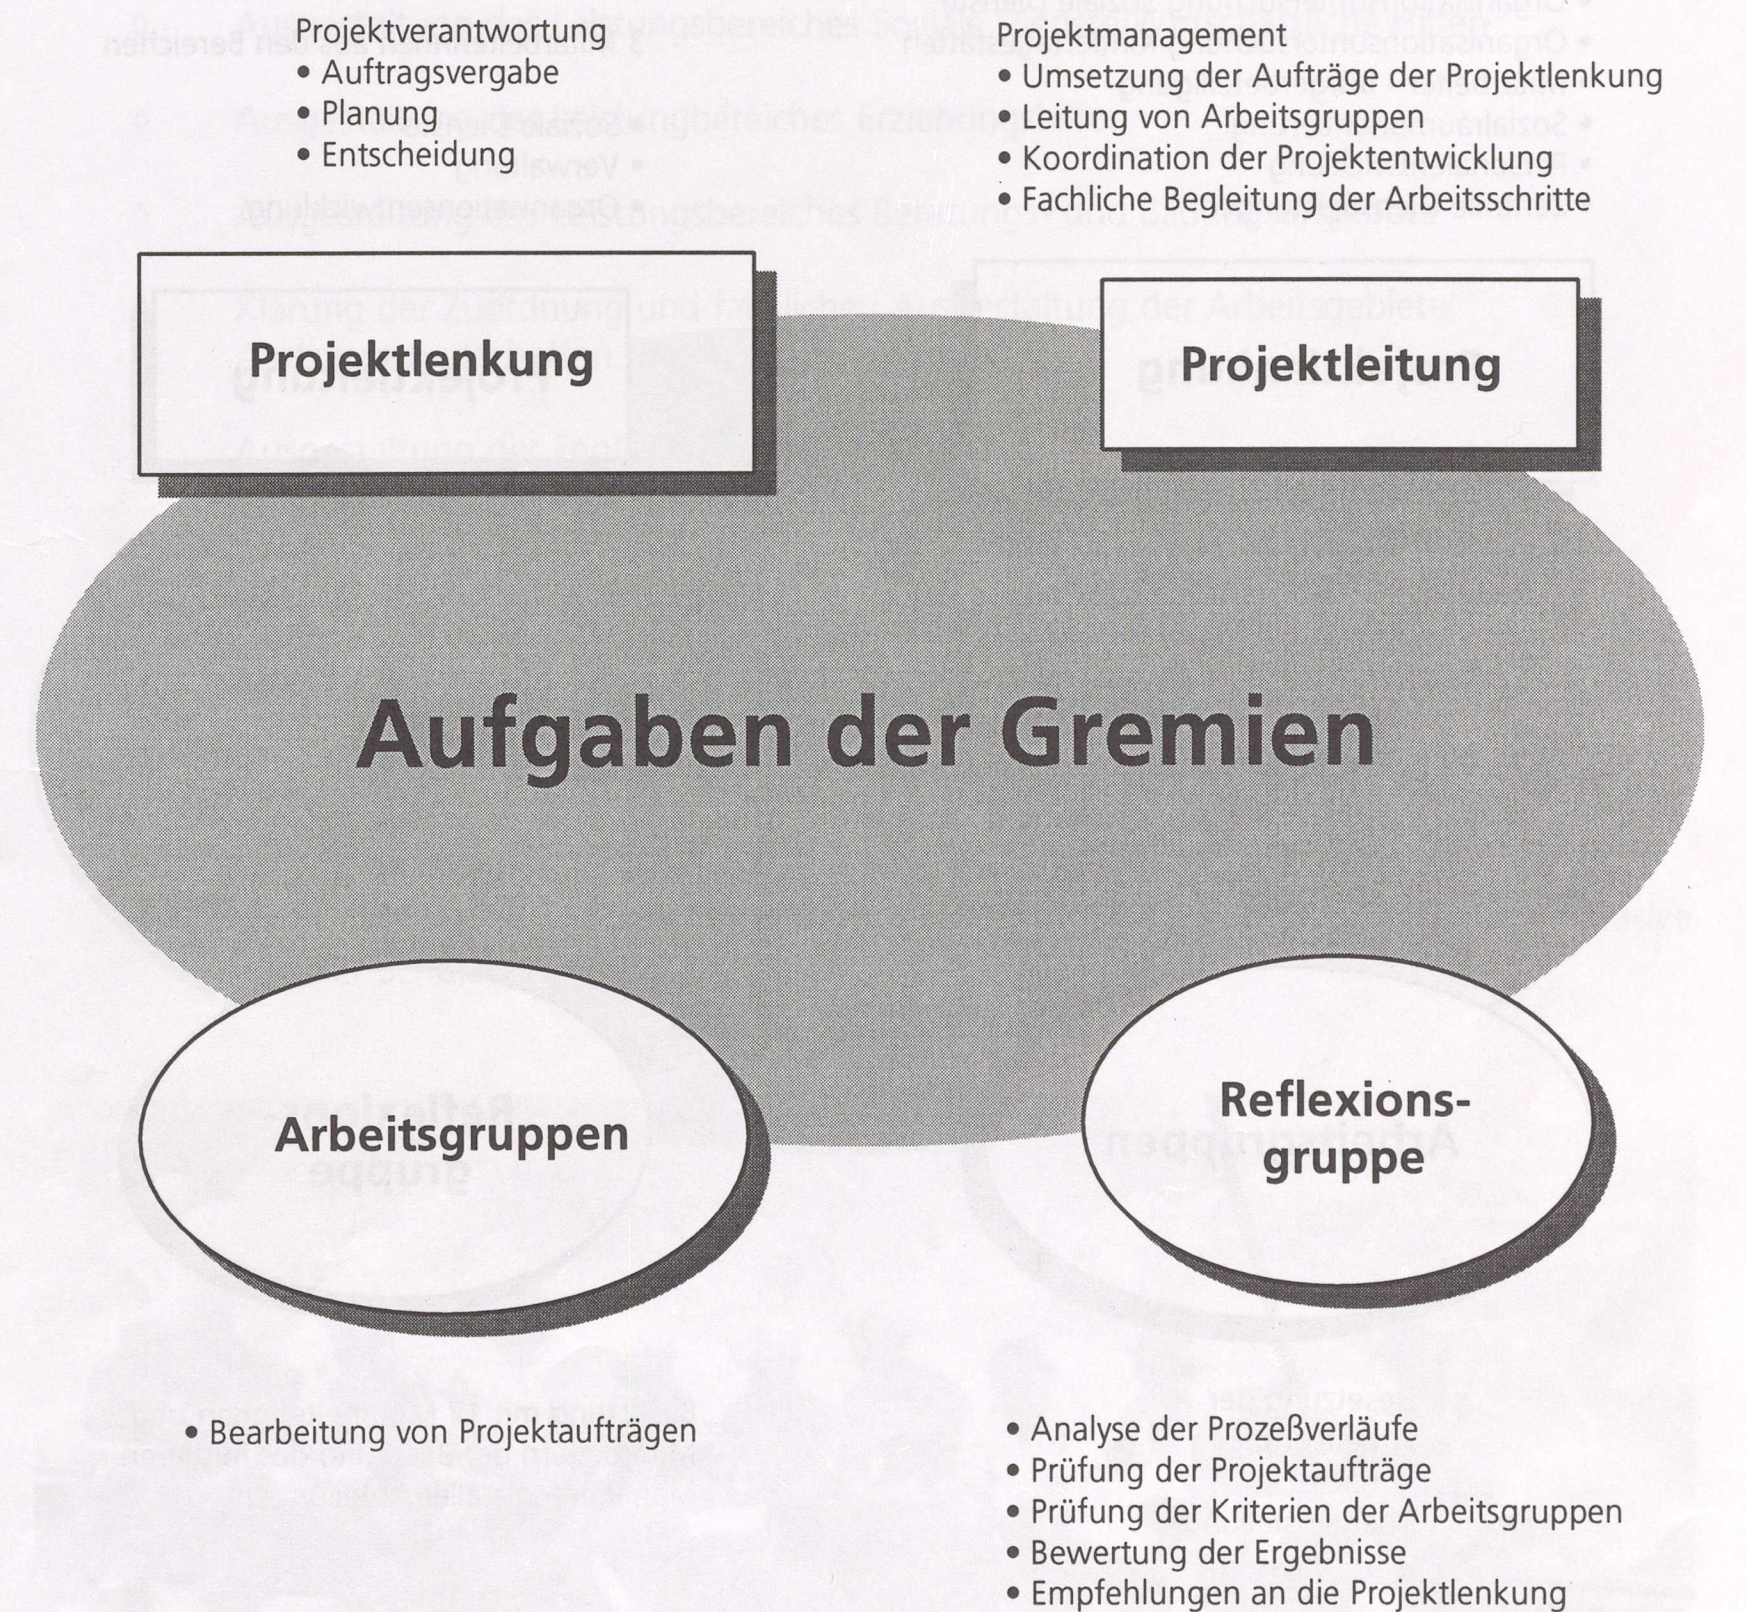 Projektverantwortung
• Auftragsvergabe
• Planung
• Entscheidung
Projektmanagement
• Umsetzung der Aufträge der Projektlenkung
• Leitung von Arbeitsgruppen
• Koordination der Projektentwicklung
• Fachliche Begleitung der Arbeitsschritte
Projektlenkung
Projektleitung
Aufgaben der Gremien
Arbeitsgruppen
Reflexions-
gruppe
• Bearbeitung von Projektaufträgen
• Analyse der Prozeßverläufe
• Prüfung der Projektaufträge
• Prüfung der Kriterien der Arbeitsgruppen
• Bewertung der Ergebnisse
• Empfehlungen an die Projektlenkung